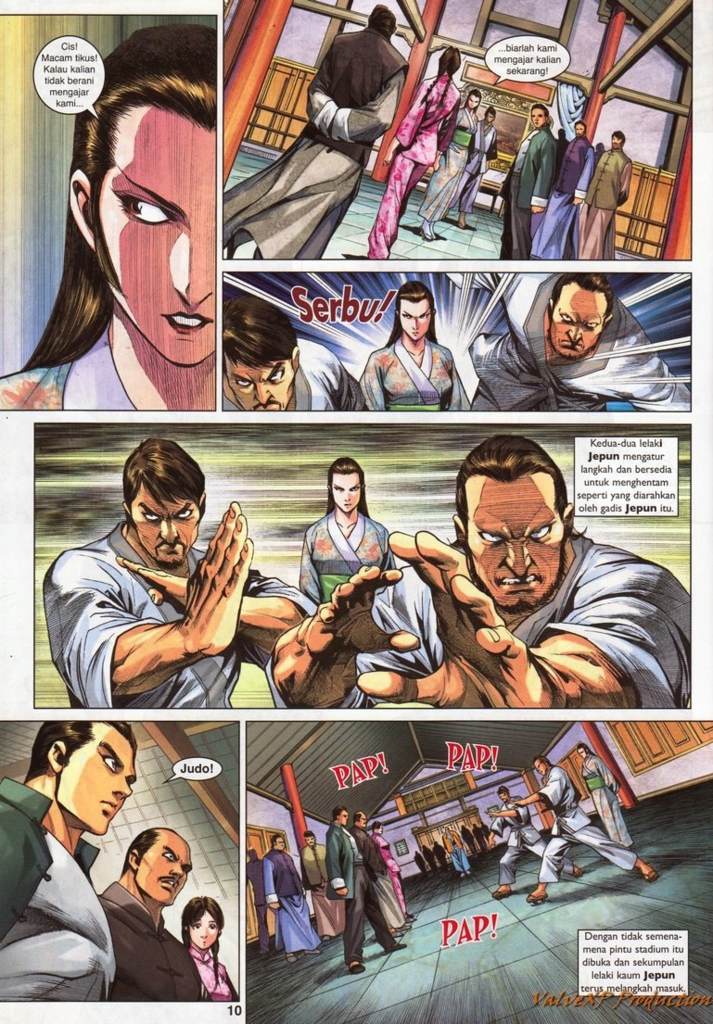 Cis!
Macam tikus!
Kalau kalian
tidak berani
mengajar
kami...
...biarlah kami
mengajar kalian
sekarang!
Serbu!
Kedua-dua lelaki
Jepun mengatur
langkah dan bersedia
untuk menghentam
seperti yang diarahkan
oleh gadis Jepun itu.
Judo!
PAP!
PAP!
PAP!
Dengan tidak semena-
mena pintu stadium itu
dibuka dan sekumpulan
lelaki kaum Jepun
terus melangkah masuk.
10
ValveXP Production